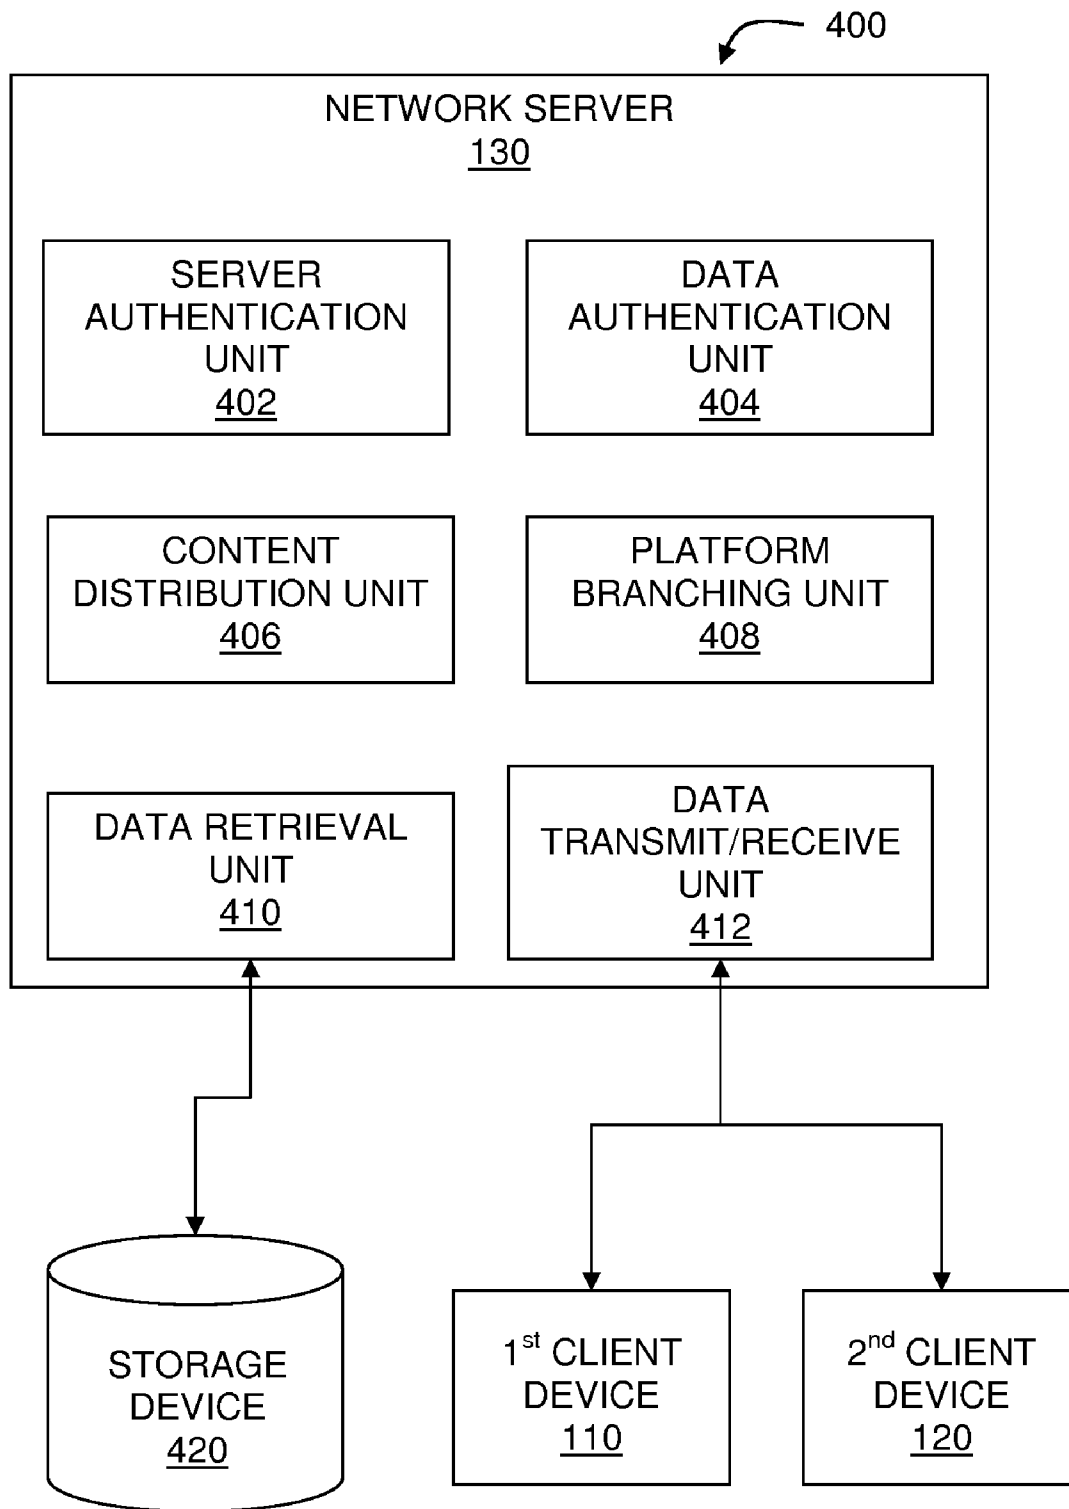 400
NETWORK SERVER
130
SERVER
AUTHENTICATION
UNIT
402
DATA
AUTHENTICATION
UNIT
404
CONTENT
DISTRIBUTION UNIT
406
PLATFORM
BRANCHING UNIT
408
DATA RETRIEVAL
UNIT
410
DATA
TRANSMIT/RECEIVE
UNIT
412
STORAGE
DEVICE
420
1st CLIENT
DEVICE
110
2nd CLIENT
DEVICE
120